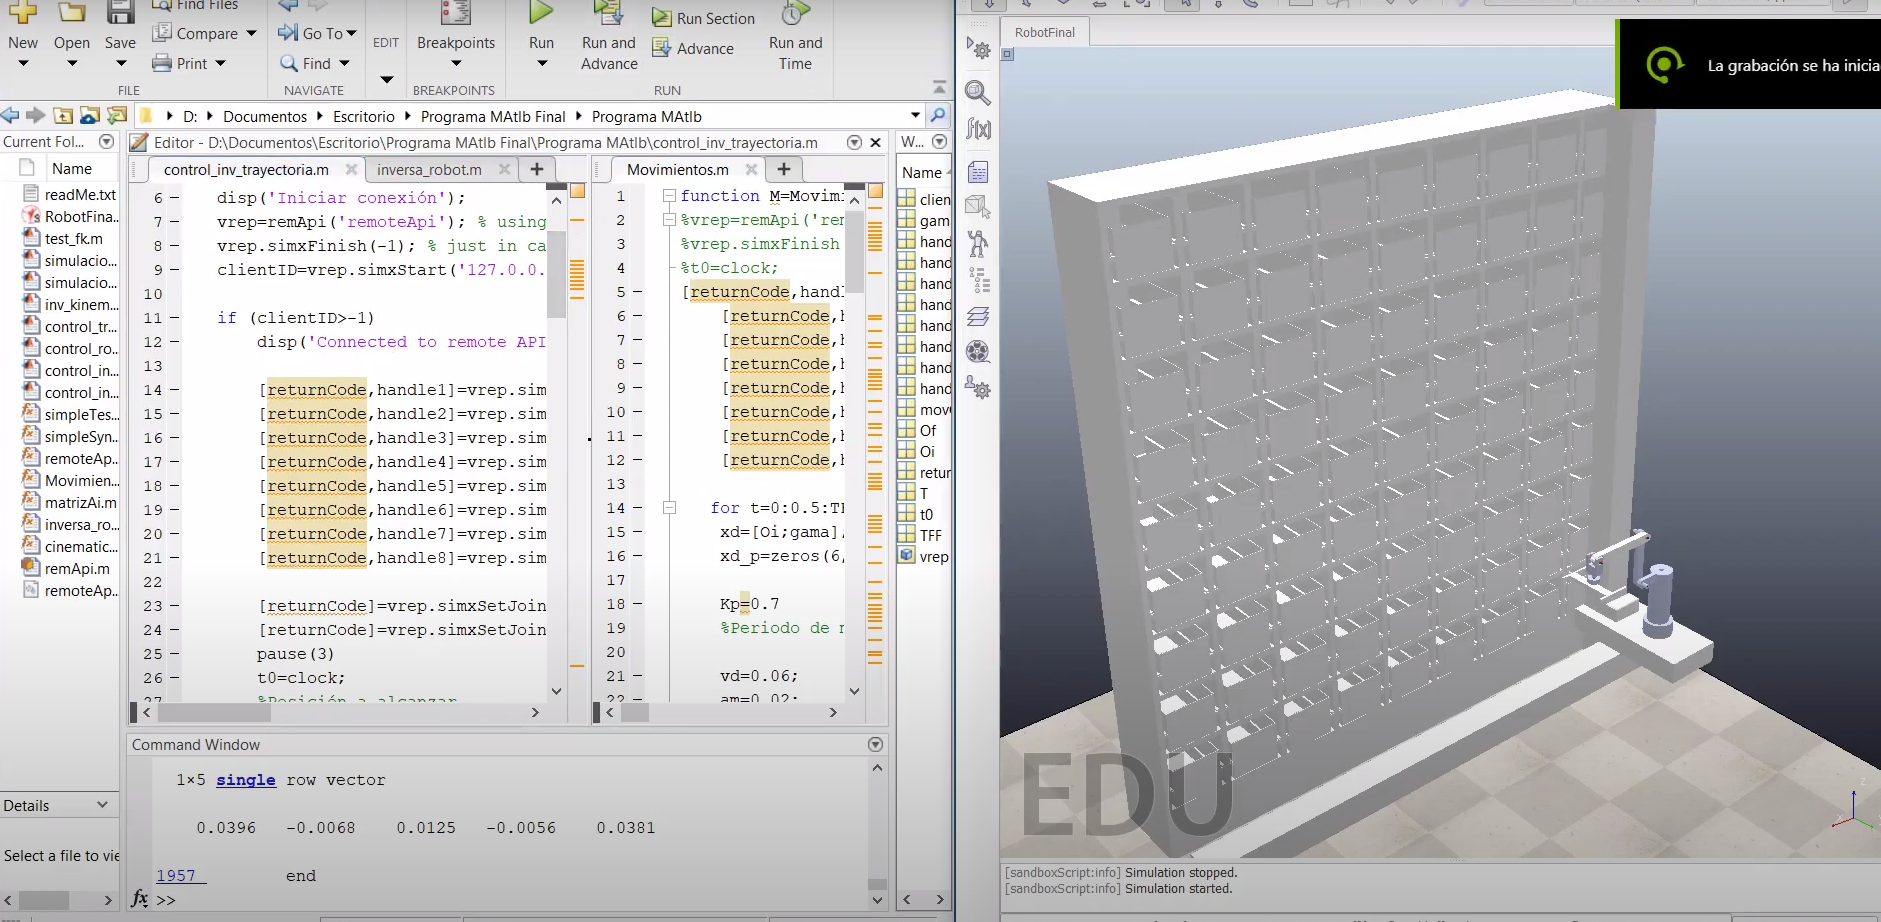 New
Open
Save
Find Files
Compare
Print
FILE
Go To
Find
NAVIGATE
EDIT
Breakpoints
BREAKPOINTS
Run
Run and
Advance
Run Section
Advance
Run and
Time
RUN
D: Documentos Escritorio Programa MAtlb Final Programa MAtlb
Current Fol...
Name
readMe.txt
RobotFina...
test_fk.m
simulacio...
simulacio...
inv_kinem
control_tr...
control_ro...
control_in...
control_in...
simpleTes...
simpleSyn...
remoteAp...
Movimien...
matrizAi.m
inversa_ro...
cinematic...
remApi.m
remoteAp...
Details
Select a file to vie
Editor - D:\Documentos\Escritorio\Programa MAtlb Final\Programa MAtlb\control_inv_trayectoria.m
control_inv_trayectoria.m
inversa_robot.m
6 – disp('Iniciar conexión');
7 – vrep=remApi('remoteApi'); % using
8 – vrep.simxFinish(-1); % just in ca
9 – clientID=vrep.simxStart('127.0.0.
10
11 – if (clientID>-1)
12 – disp('Connected to remote API
13
14 – [returnCode,handle1]=vrep.sim
15 – [returnCode,handle2]=vrep.sim
16 – [returnCode,handle3]=vrep.sim
17 – [returnCode,handle4]=vrep.sim
18 – [returnCode,handle5]=vrep.sim
19 – [returnCode,handle6]=vrep.sim
20 – [returnCode,handle7]=vrep.sim
21 – [returnCode,handle8]=vrep.sim
22
23 – [returnCode]=vrep.simxSetJoin
24 – [returnCode]=vrep.simxSetJoin
25 – pause(3)
26 – t0=clock;
27 %Posición a alcanzar
Movimientos.m
1 function M=Movimi
2 %vrep=remApi('rem
3 %vrep.simxFinish
4 %t0=clock;
5 – [returnCode,handl
6 – [returnCode,h
7 – [returnCode,h
8 – [returnCode,h
9 – [returnCode,h
10 – [returnCode,h
11 – [returnCode,h
12 – [returnCode,h
13
14 – for t=0:0.5:TF
15 – xd=[Oi;gama]
16 – xd_p=zeros(6,
17
18 – Kp=0.7
19 %Periodo de m
20
21 – vd=0.06;
22 am=0.02;
W...
Name
clien
gam
hand
hand
hand
hand
hand
hand
hand
hand
move
Of
Oi
retur
T
t0
TFF
vrep
Command Window
1×5 single row vector
0.0396 -0.0068 0.0125 -0.0056 0.0381
1957 end
fx >>
RobotFinal
f(x)
La grabación se ha inicia
EDU
[sandboxScript:info] Simulation stopped.
[sandboxScript:info] Simulation started.